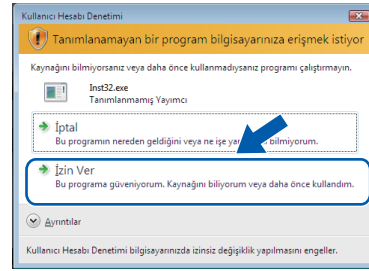 Kullanıcı Hesabı Denetimi
Tanımlanamayan bir program bilgisayarınıza erişmek istiyor
Kaynağını bilmiyorsanız veya daha önce kullanmadıysanız programı çalıştırmayın.
Inst32.exe
Tanımlanmamış Yayımcı
İptal
Bu programın nereden geldiğini veya ne işe bilmiyorum.
İzin Ver
Bu programa güveniyorum. Kaynağını biliyorum veya daha önce kullandım.
Ayrıntılar
Kullanıcı Hesabı Denetimi bilgisayarınızda izinsiz değişiklik yapılmasını engeller.